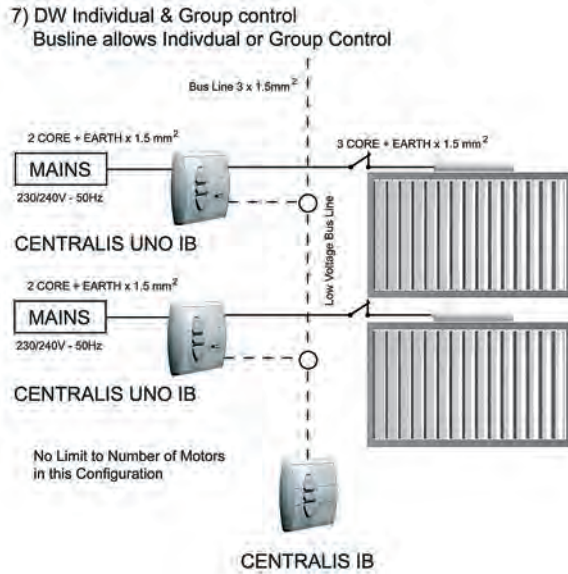 7) DW Individual & Group control
Busline allows Indivdual or Group Control
Bus Line 3 x 1.5mm²
2 CORE + EARTH x 1.5 mm²
3 CORE + EARTH x 1.5 mm²
MAINS
230/240V - 50Hz
CENTRALIS UNO IB
Low Voltage Bus Line
2 CORE + EARTH x 1.5 mm²
MAINS
230/240V - 50Hz
CENTRALIS UNO IB
No Limit to Number of Motors
in this Configuration
CENTRALIS IB